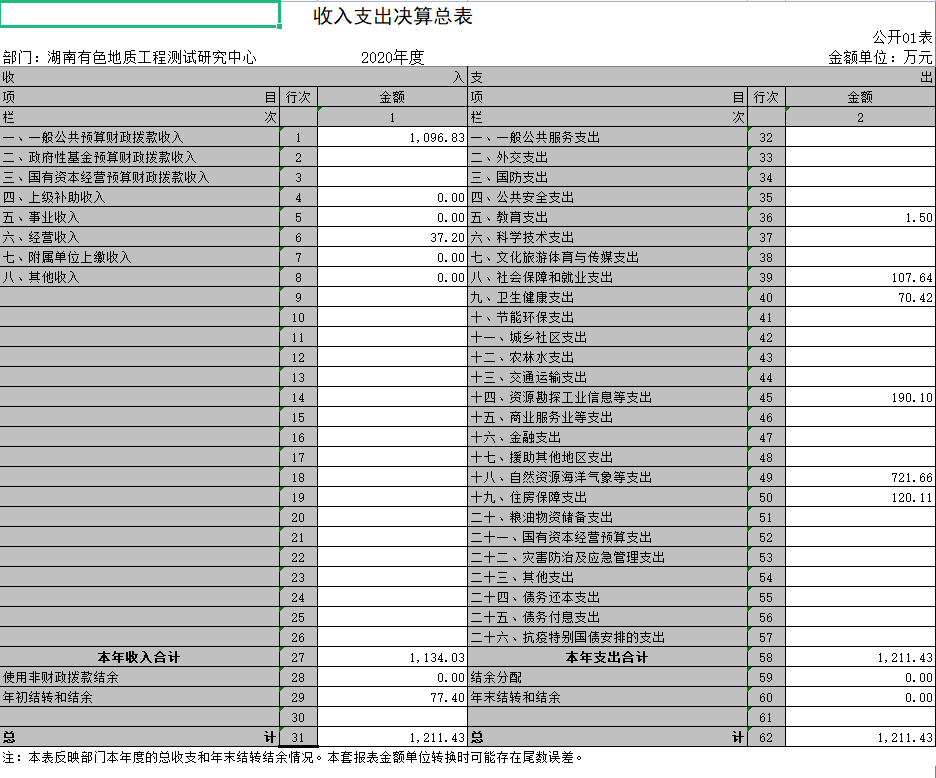 收入支出决算总表
公开01表
部门：湖南有色地质工程测试研究中心 2020年度 金额单位：万元
收 入 支 出
项 目 行次 金额 项 目 行次 金额
栏 次 1 栏 次 2
一、一般公共预算财政拨款收入 1 1,096.83 一、一般公共服务支出 32
二、政府性基金预算财政拨款收入 2 二、外交支出 33
三、国有资本经营预算财政拨款收入 3 三、国防支出 34
四、上级补助收入 4 0.00 四、公共安全支出 35
五、事业收入 5 0.00 五、教育支出 36 1.50
六、经营收入 6 37.20 六、科学技术支出 37
七、附属单位上缴收入 7 0.00 七、文化旅游体育与传媒支出 38
八、其他收入 8 0.00 八、社会保障和就业支出 39 107.64
9 九、卫生健康支出 40 70.42
10 十、节能环保支出 41
11 十一、城乡社区支出 42
12 十二、农林水支出 43
13 十三、交通运输支出 44
14 十四、资源勘探工业信息等支出 45 190.10
15 十五、商业服务业等支出 46
16 十六、金融支出 47
17 十七、援助其他地区支出 48
18 十八、自然资源海洋气象等支出 49 721.66
19 十九、住房保障支出 50 120.11
20 二十、粮油物资储备支出 51
21 二十一、国有资本经营预算支出 52
22 二十二、灾害防治及应急管理支出 53
23 二十三、其他支出 54
24 二十四、债务还本支出 55
25 二十五、债务付息支出 56
26 二十六、抗疫特别国债安排的支出 57
本年收入合计 27 1,134.03 本年支出合计 58 1,211.43
使用非财政拨款结余 28 0.00 结余分配 59 0.00
年初结转和结余 29 77.40 年末结转和结余 60 0.00
30 61
总 计 31 1,211.43 总 计 62 1,211.43
注：本表反映部门本年度的总收支和年末结转结余情况。本套报表金额单位转换时可能存在尾数误差。